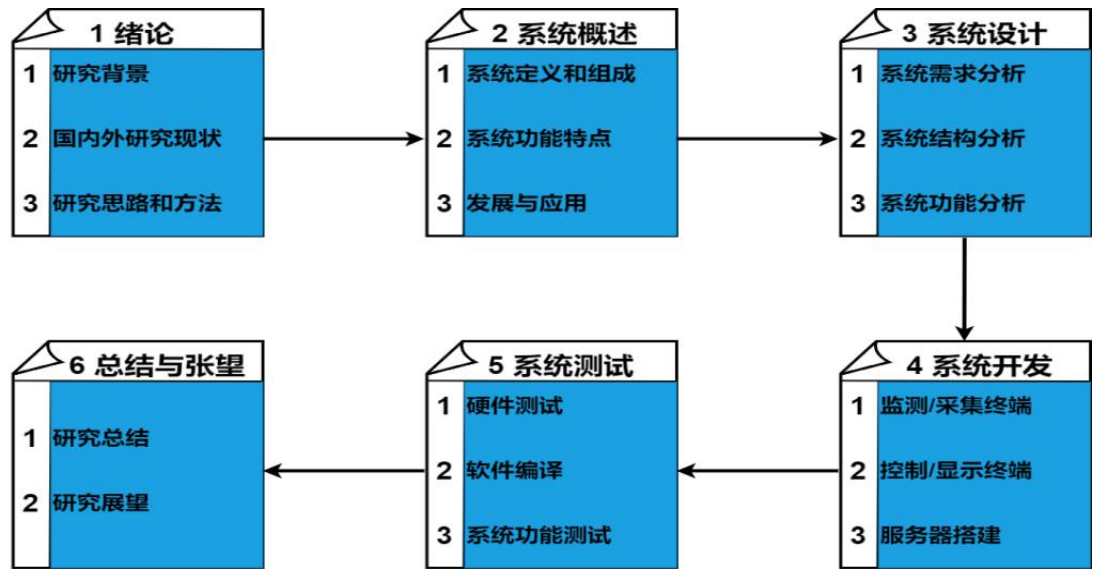 1 绪论
1 研究背景
2 国内外研究现状
3 研究思路和方法
2 系统概述
1 系统定义和组成
2 系统功能特点
3 发展与应用
3 系统设计
1 系统需求分析
2 系统结构分析
3 系统功能分析
4 系统开发
1 监测/采集终端
2 控制/显示终端
3 服务器搭建
5 系统测试
1 硬件测试
2 软件编译
3 系统功能测试
6 总结与张望
1 研究总结
2 研究展望